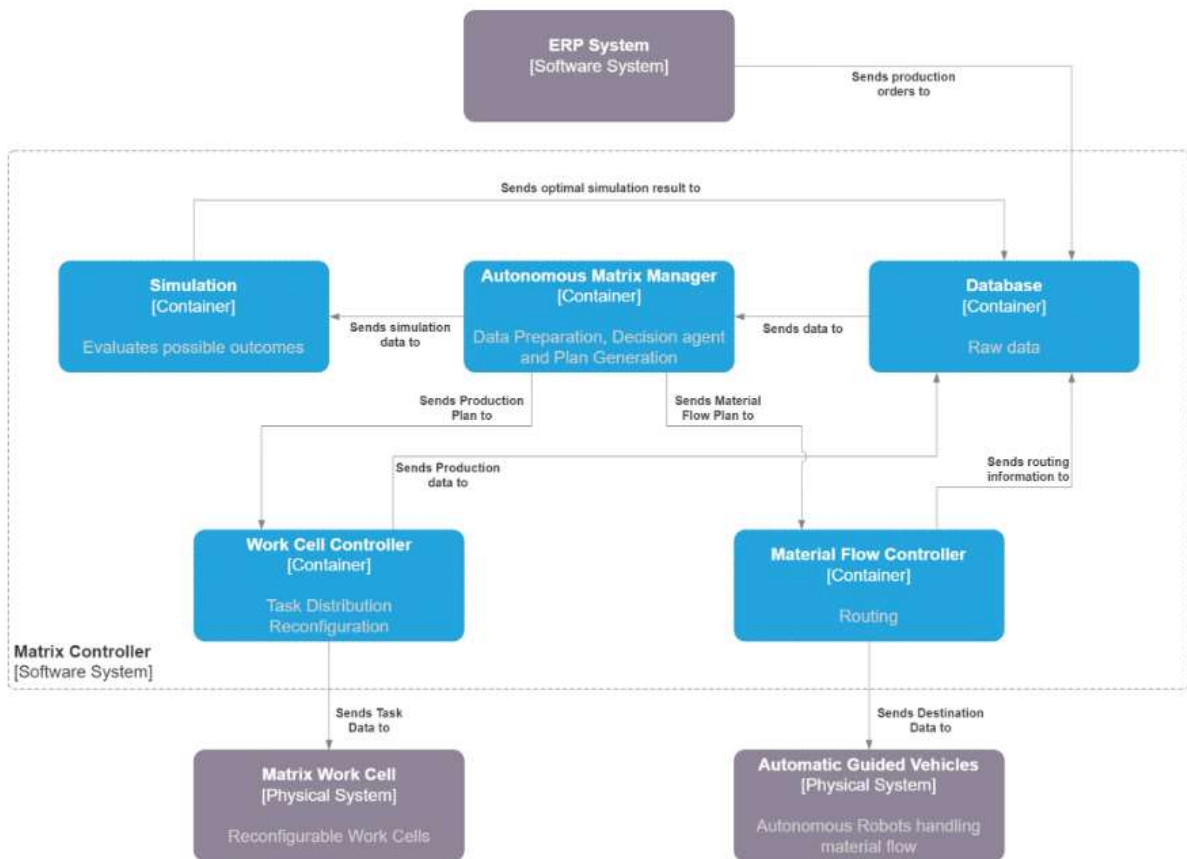 ERP System
[Software System]
Sends production
orders to
Sends optimal simulation result to
Simulation
[Container]
Evaluates possible outcomes
Sends simulation
data to
Autonomous Matrix Manager
[Container]
Data Preparation, Decision agent
and Plan Generation
Sends data to
Database
[Container]
Raw data
Sends Production
Plan to
Sends Material
Flow Plan to
Sends Production
data to
Sends routing
information to
Work Cell Controller
[Container]
Task Distribution
Reconfiguration
Material Flow Controller
[Container]
Routing
Matrix Controller
[Software System]
Sends Task
Data to
Sends Destination
Data to
Matrix Work Cell
[Physical System]
Reconfigurable Work Cells
Automatic Guided Vehicles
[Physical System]
Autonomous Robots handling
material flow